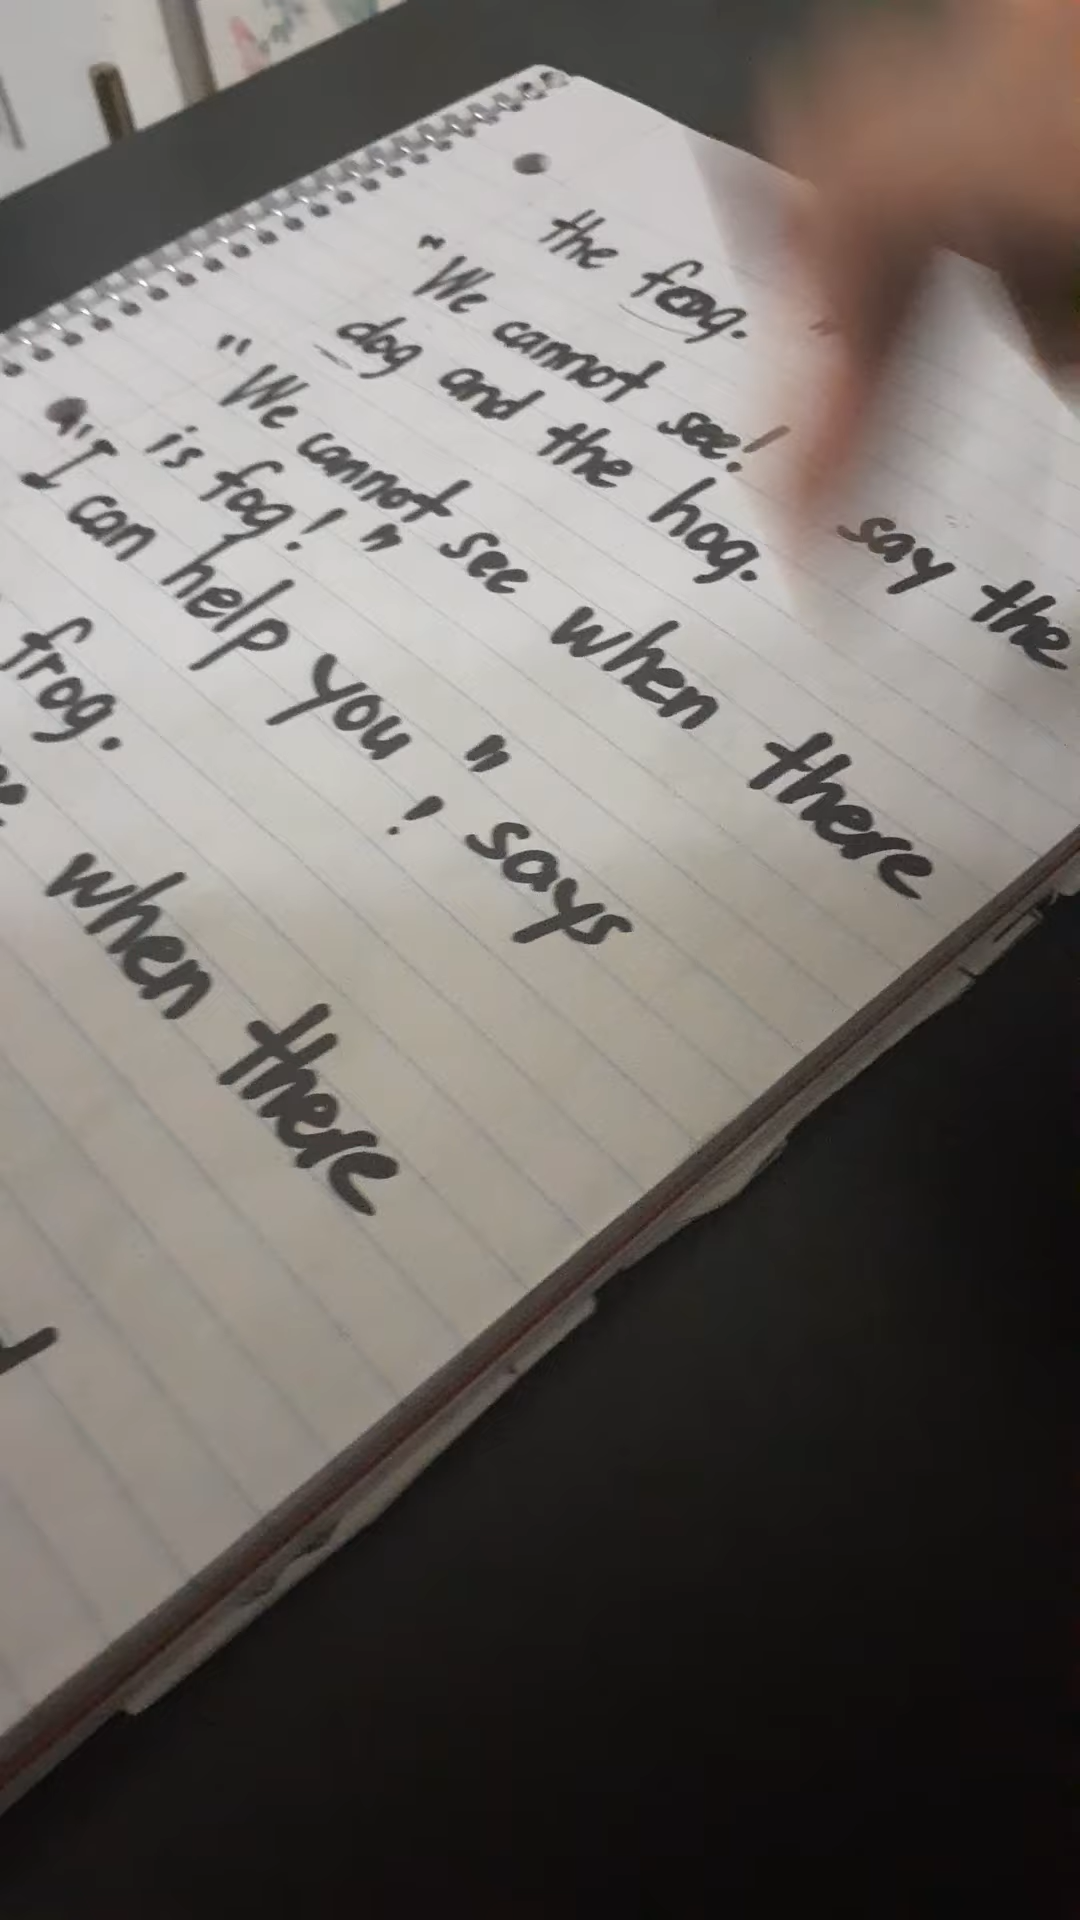 the frog.
"We cannot see!" say the
dog and the hog.
"We cannot see when there
is fog!"
"I can help you"! says
frog.
when there